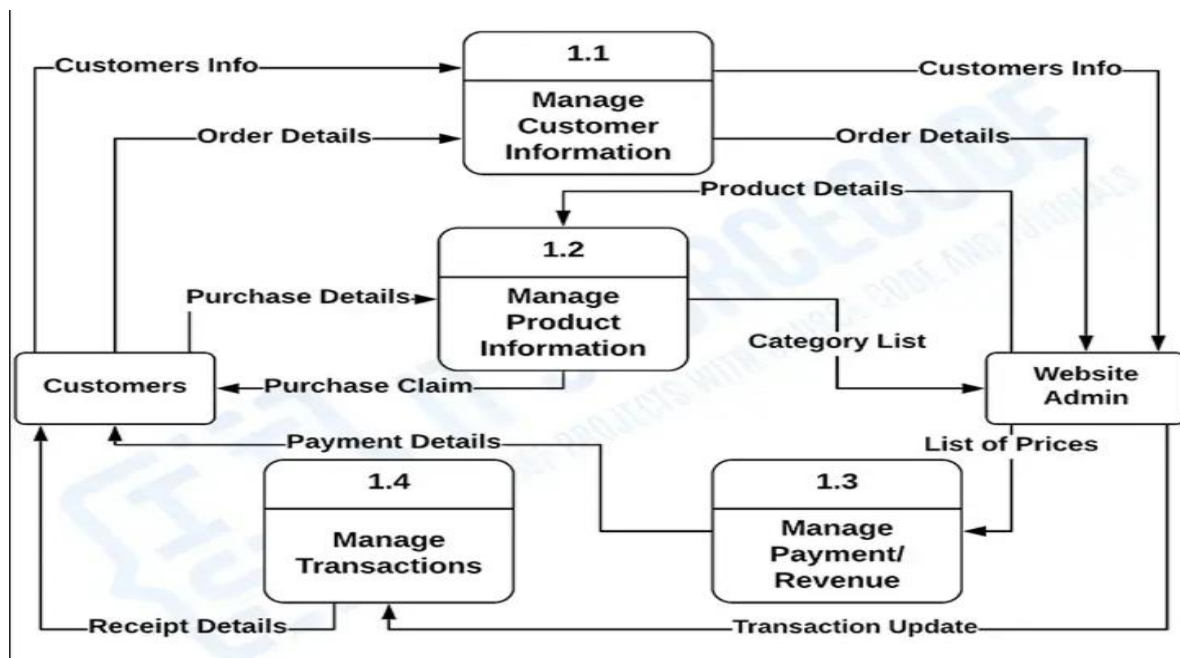 1.1
Customers Info
Customers Info
Manage
Customer
Information
Order Details
Order Details
Product Details
1.2
Purchase Details
Manage
Product
Information
Category List
Customers
Purchase Claim
Website
Admin
Payment Details
List of Prices
1.4
1.3
Manage
Transactions
Manage
Payment/
Revenue
Receipt Details
Transaction Update